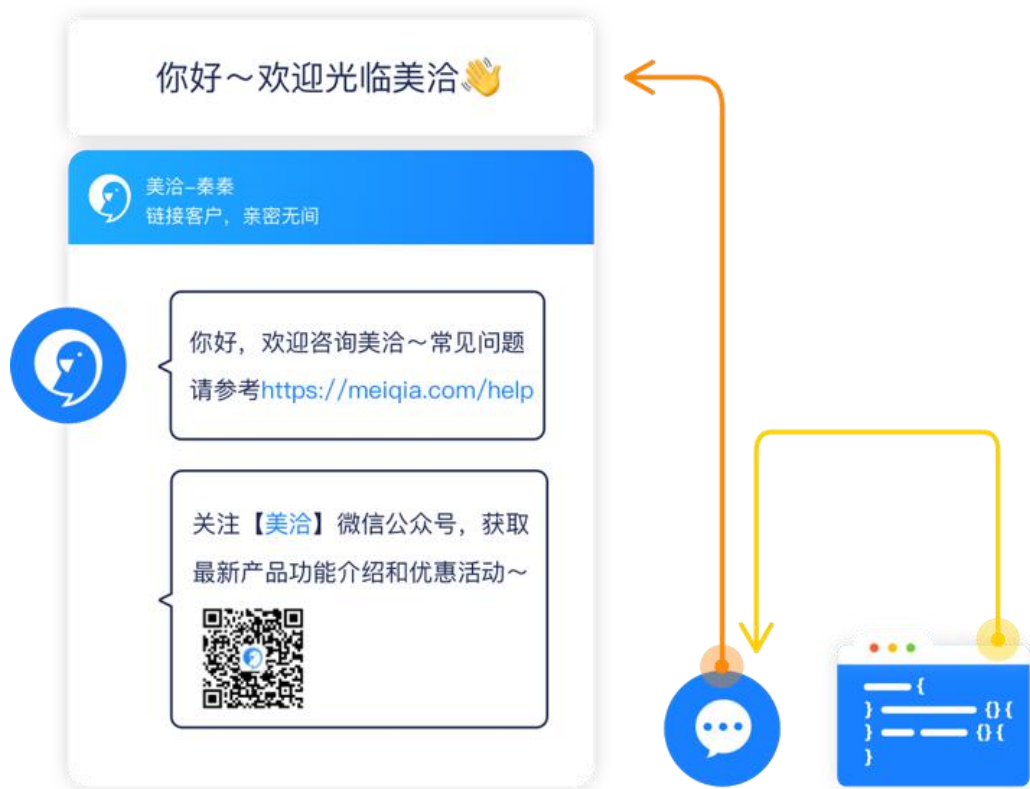 你好～欢迎光临美洽👋
美洽-秦秦
链接客户，亲密无间
你好，欢迎咨询美洽～常见问题
请参考https://meiqia.com/help
关注【美洽】微信公众号，获取
最新产品功能介绍和优惠活动～
{
} {} {
} {} {
}